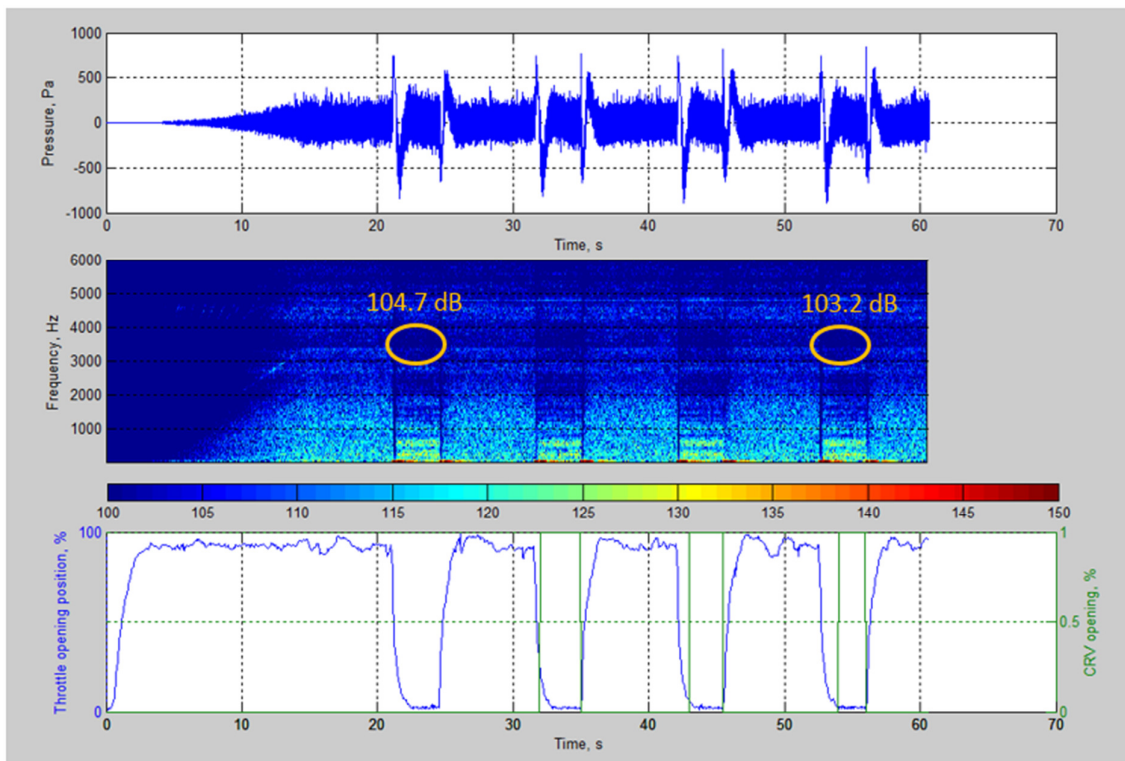 1000
500
0
-500
-1000
Pressure, Pa
0 10 20 30 40 50 60 70
Time, s
6000
5000
4000
3000
2000
1000
Frequency, Hz
104.7 dB 103.2 dB
100 105 110 115 120 125 130 135 140 145 150
100
50
0
Throttle opening position, %
1
0.5
0
CRV opening, %
0 10 20 30 40 50 60 70
Time, s